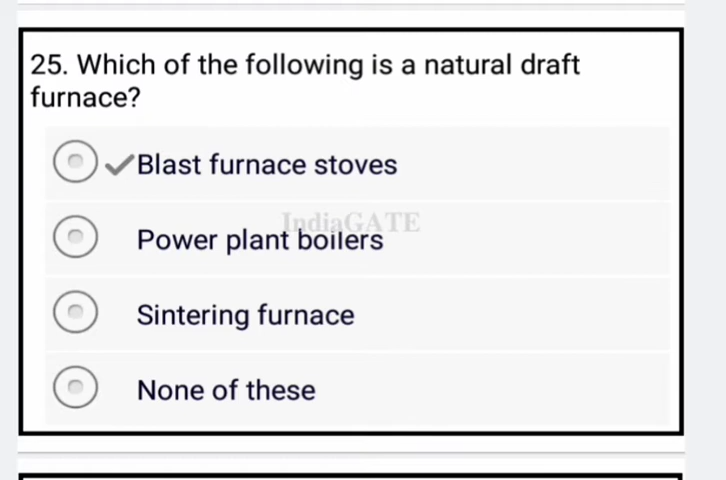 25. Which of the following is a natural draft
furnace?
Blast furnace stoves
IndiaGATE
Power plant boilers
Sintering furnace
None of these